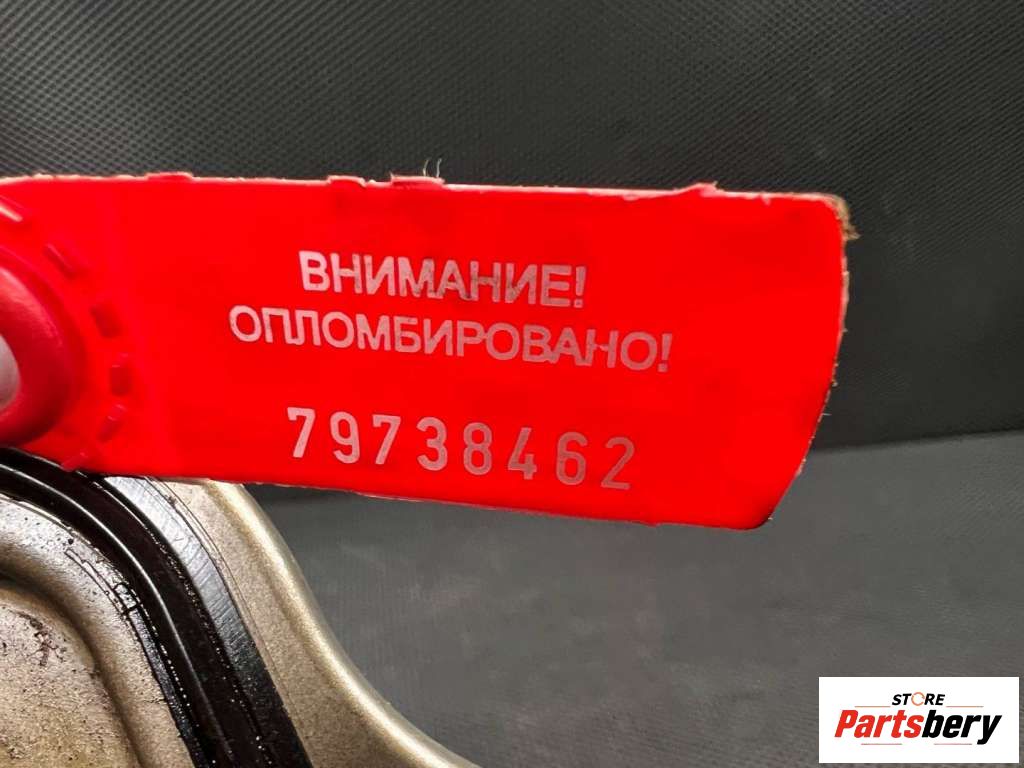 ВНИМАНИЕ!
ОПЛОМБИРОВАНО!
79738462
STORE
Partsbery